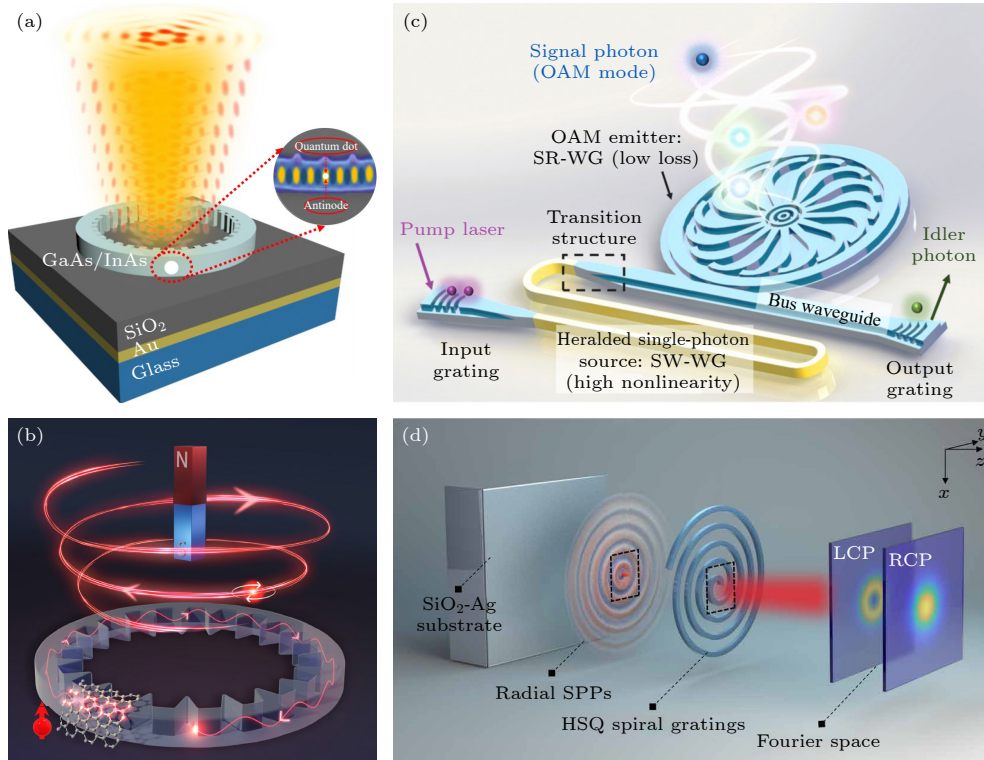 (a)
Quantum dot
Antinode
GaAs/InAs
SiO₂
Au
Glass
(b)
N
(c)
Signal photon
(OAM mode)
OAM emitter:
SR-WG (low loss)
Transition
structure
Pump laser
Idler
photon
Bus waveguide
Input
grating
Heralded single-photon
source: SW-WG
(high nonlinearity)
Output
grating
(d)
y
z
x
LCP
RCP
SiO₂-Ag
substrate
Radial SPPs
HSQ spiral gratings
Fourier space